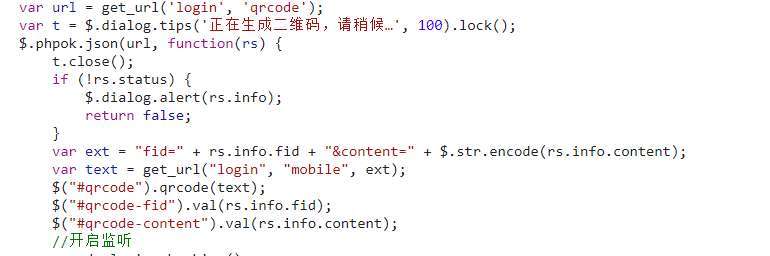 var url = get_url('login', 'qrcode');
var t = $.dialog.tips('正在生成二维码，请稍候…', 100).lock();
$.phpok.json(url, function(rs) {
t.close();
if (!rs.status) {
$.dialog.alert(rs.info);
return false;
}
var ext = "fid=" + rs.info.fid + "&content=" + $.str.encode(rs.info.content);
var text = get_url("login", "mobile", ext);
$("#qrcode").qrcode(text);
$("#qrcode-fid").val(rs.info.fid);
$("#qrcode-content").val(rs.info.content);
//开启监听